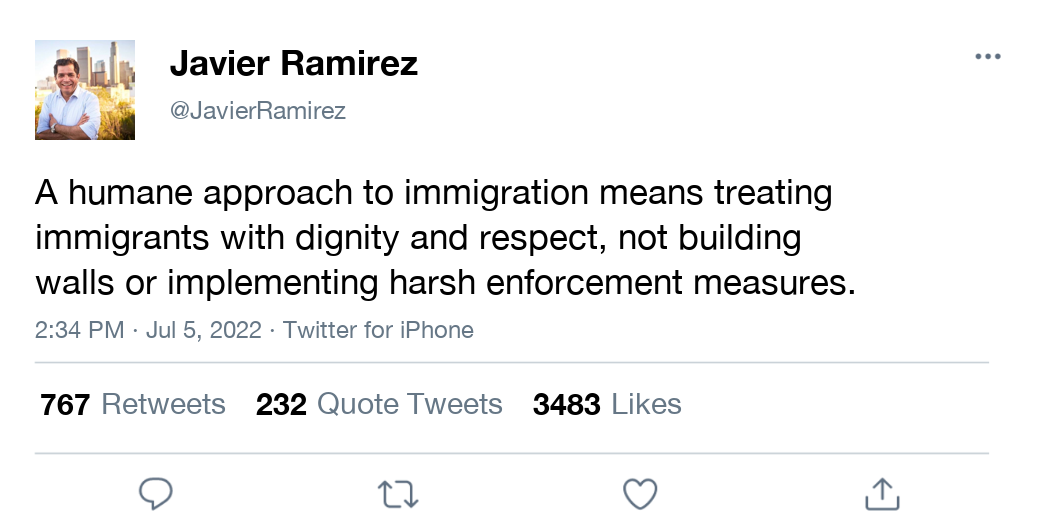 Javier Ramirez
@JavierRamirez
A humane approach to immigration means treating
immigrants with dignity and respect, not building
walls or implementing harsh enforcement measures.
2:34 PM · Jul 5, 2022 · Twitter for iPhone
767 Retweets 232 Quote Tweets 3483 Likes